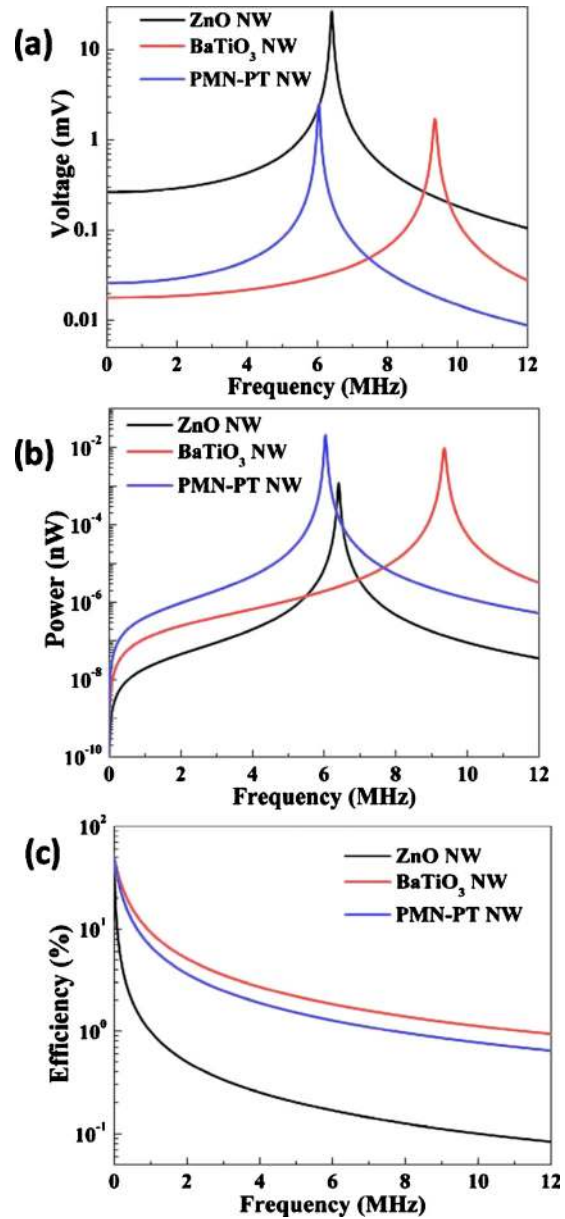 (a)
ZnO NW
BaTiO₃ NW
PMN-PT NW
Voltage (mV)
10
1
0.1
0.01
0 2 4 6 8 10 12
Frequency (MHz)
(b)
ZnO NW
BaTiO₃ NW
PMN-PT NW
Power (nW)
10⁻²
10⁻⁴
10⁻⁶
10⁻⁸
10⁻¹⁰
0 2 4 6 8 10 12
Frequency (MHz)
(c)
ZnO NW
BaTiO₃ NW
PMN-PT NW
Efficiency (%)
10²
10¹
10⁰
10⁻¹
0 2 4 6 8 10 12
Frequency (MHz)